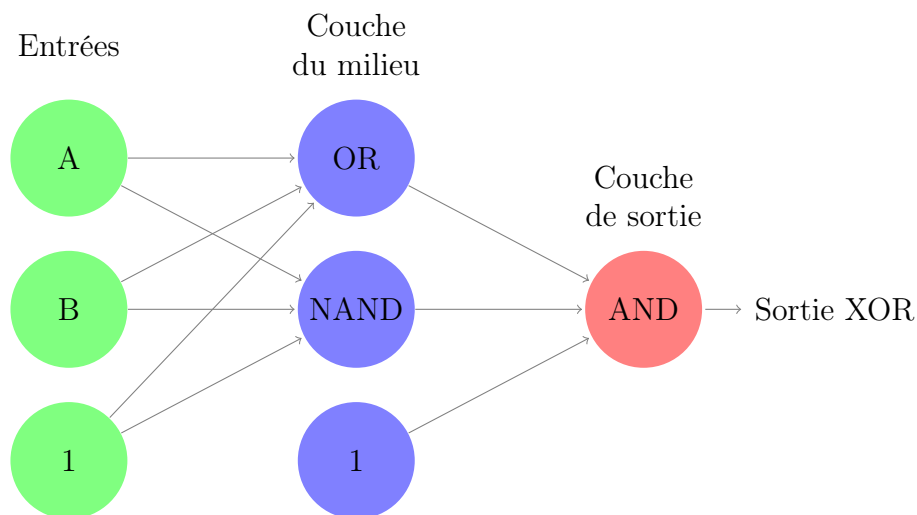 Entrées
Couche
du milieu
A
OR
Couche
de sortie
B
NAND
AND
Sortie XOR
1
1